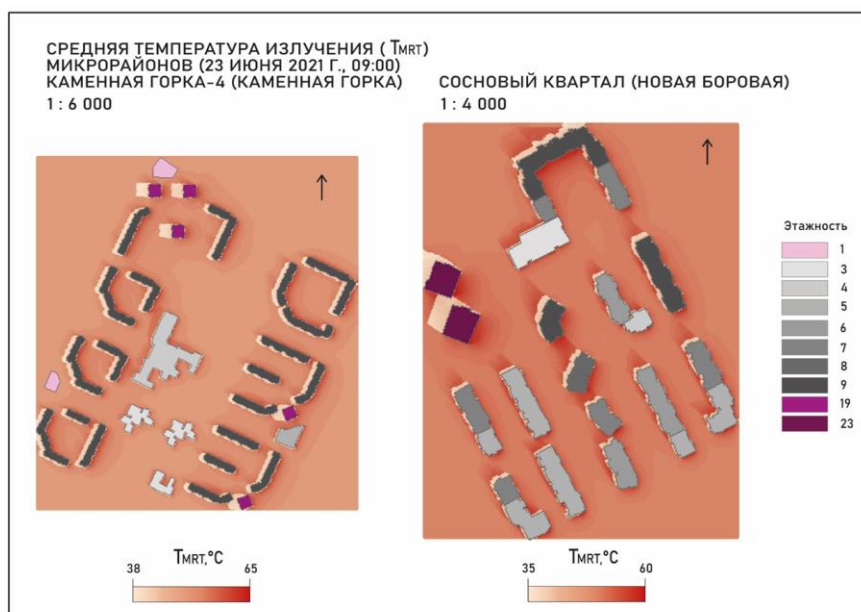 СРЕДНЯЯ ТЕМПЕРАТУРА ИЗЛУЧЕНИЯ ( TMRT)
МИКРОРАЙОНОВ (23 ИЮНЯ 2021 Г., 09:00)
КАМЕННАЯ ГОРКА-4 (КАМЕННАЯ ГОРКА)
1 : 6 000
СОСНОВЫЙ КВАРТАЛ (НОВАЯ БОРОВАЯ)
1 : 4 000
Этажность
1
3
4
5
6
7
8
9
19
23
TMRT,°C
38 65
TMRT,°C
35 60